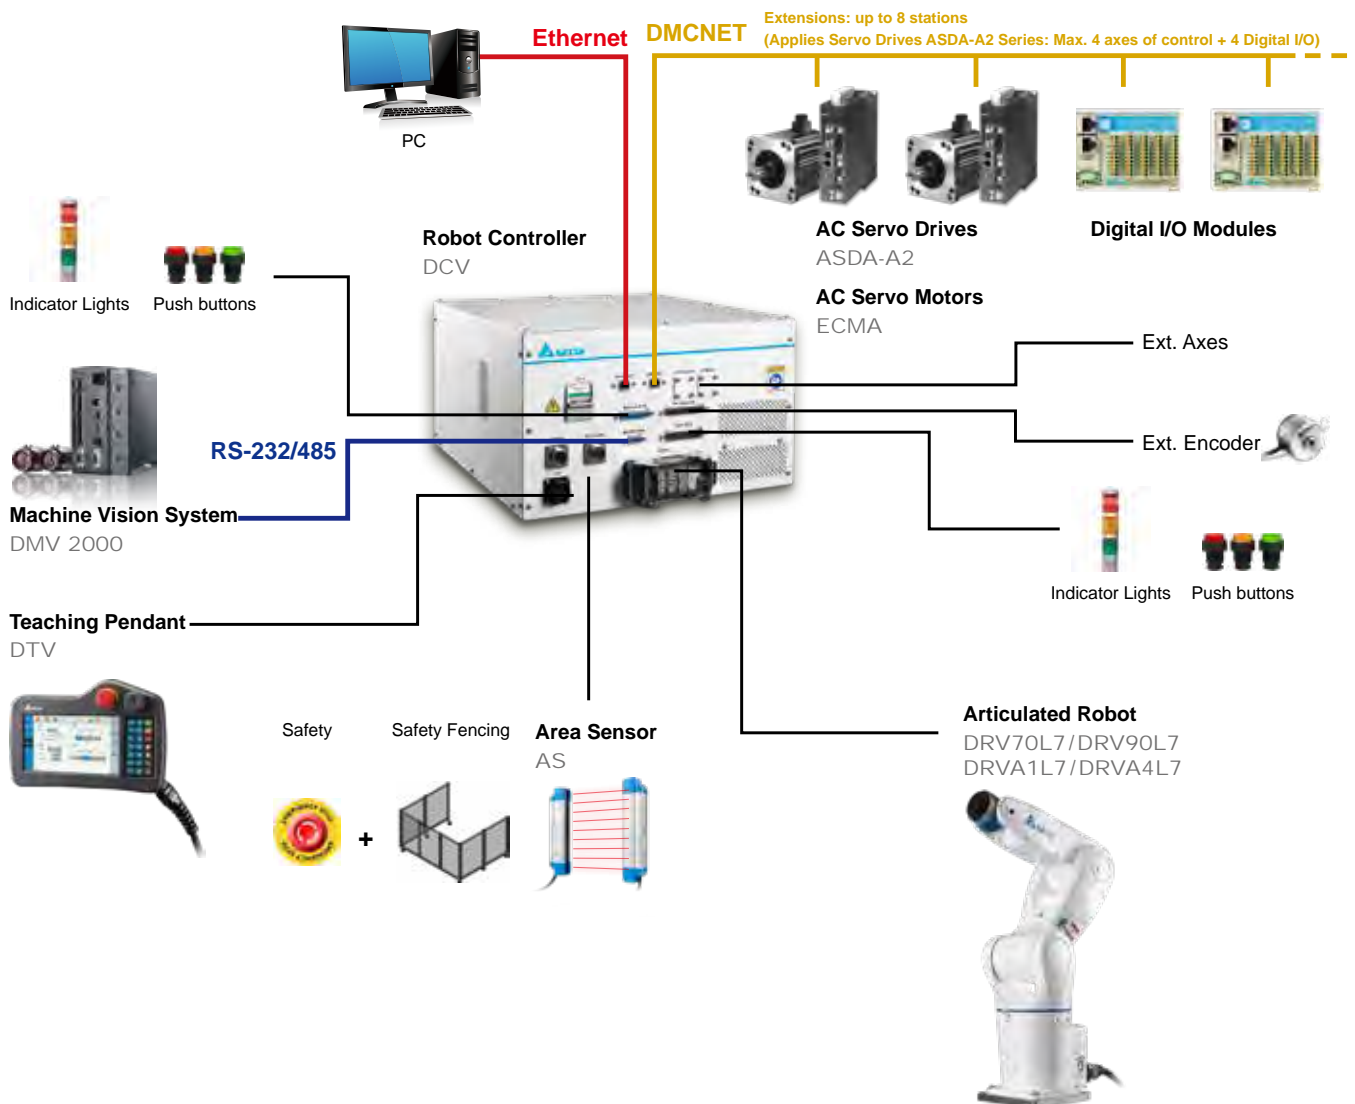 Extensions: up to 8 stations
Ethernet
DMCNET
(Applies Servo Drives ASDA-A2 Series: Max. 4 axes of control + 4 Digital I/O)
PC
Robot Controller
DCV
AC Servo Drives
ASDA-A2
Digital I/O Modules
AC Servo Motors
ECMA
Indicator Lights
Push buttons
Ext. Axes
RS-232/485
Ext. Encoder
Machine Vision System
DMV 2000
Indicator Lights
Push buttons
Teaching Pendant
DTV
Safety
Safety Fencing
Area Sensor
AS
+
Articulated Robot
DRV70L7/DRV90L7
DRVA1L7/DRVA4L7